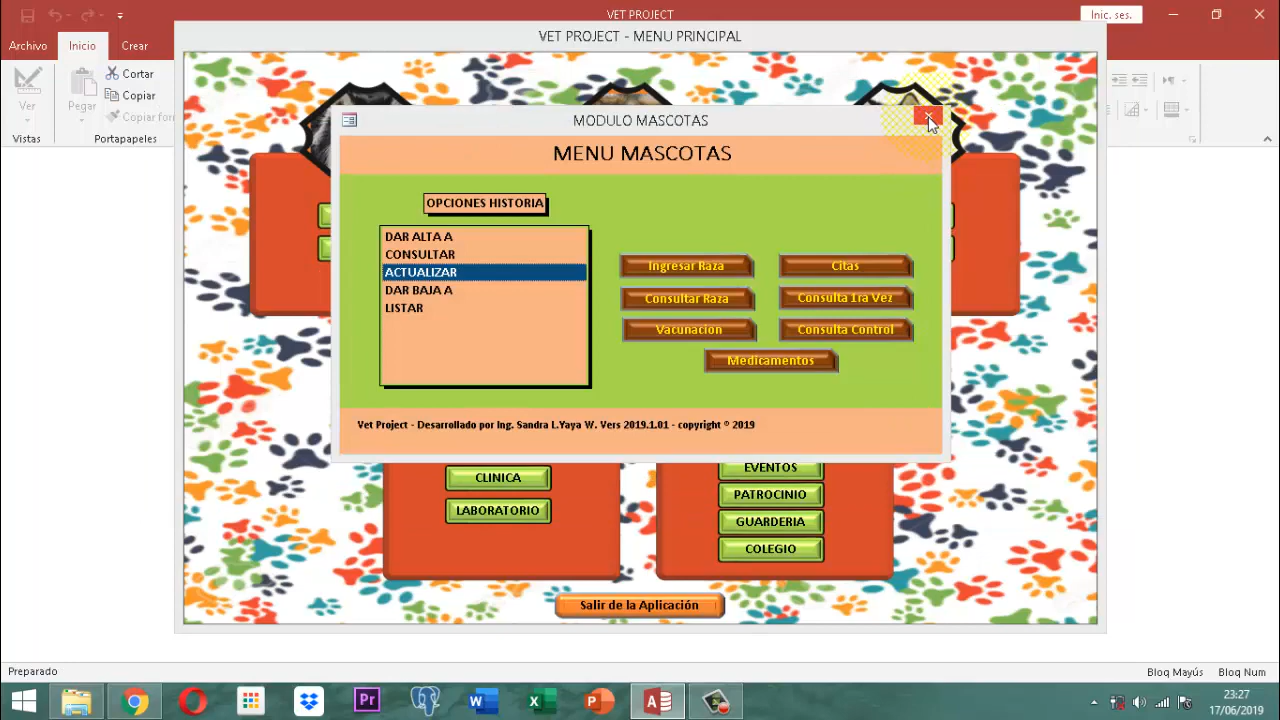 VET PROJECT
Inic. ses.
Archivo
Inicio
Crear
VET PROJECT - MENU PRINCIPAL
Ver
Pegar
Cortar
Copiar
Copiar for
Vistas
Portapapeles
MODULO MASCOTAS
MENU MASCOTAS
OPCIONES HISTORIA
DAR ALTA A
CONSULTAR
ACTUALIZAR
DAR BAJA A
LISTAR
Ingresar Raza
Citas
Consultar Raza
Consulta 1ra Vez
Vacunacion
Consulta Control
Medicamentos
Vet Project - Desarrollado por Ing. Sandra L.Yaya W. Vers 2019.1.01 - copyright © 2019
CLINICA
LABORATORIO
EVENTOS
PATROCINIO
GUARDERIA
COLEGIO
Salir de la Aplicación
Preparado
Bloq Mayús
Bloq Num
Pr
W
X
P
A
23:27
17/06/2019